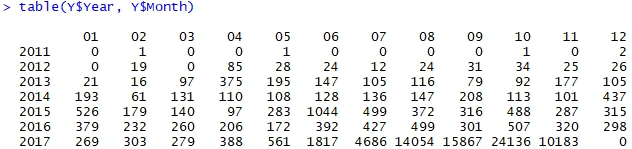 > table(Y$Year, Y$Month)
01 02 03 04 05 06 07 08 09 10 11 12
2011 0 1 0 0 1 0 0 0 0 1 0 2
2012 0 19 0 85 28 24 12 24 31 34 25 26
2013 21 16 97 375 195 147 105 116 79 92 177 105
2014 193 61 131 110 108 128 136 147 208 113 101 437
2015 526 179 140 97 283 1044 499 372 316 488 287 315
2016 379 232 260 206 172 392 427 499 301 507 320 298
2017 269 303 279 388 561 1817 4686 14054 15867 24136 10183 0